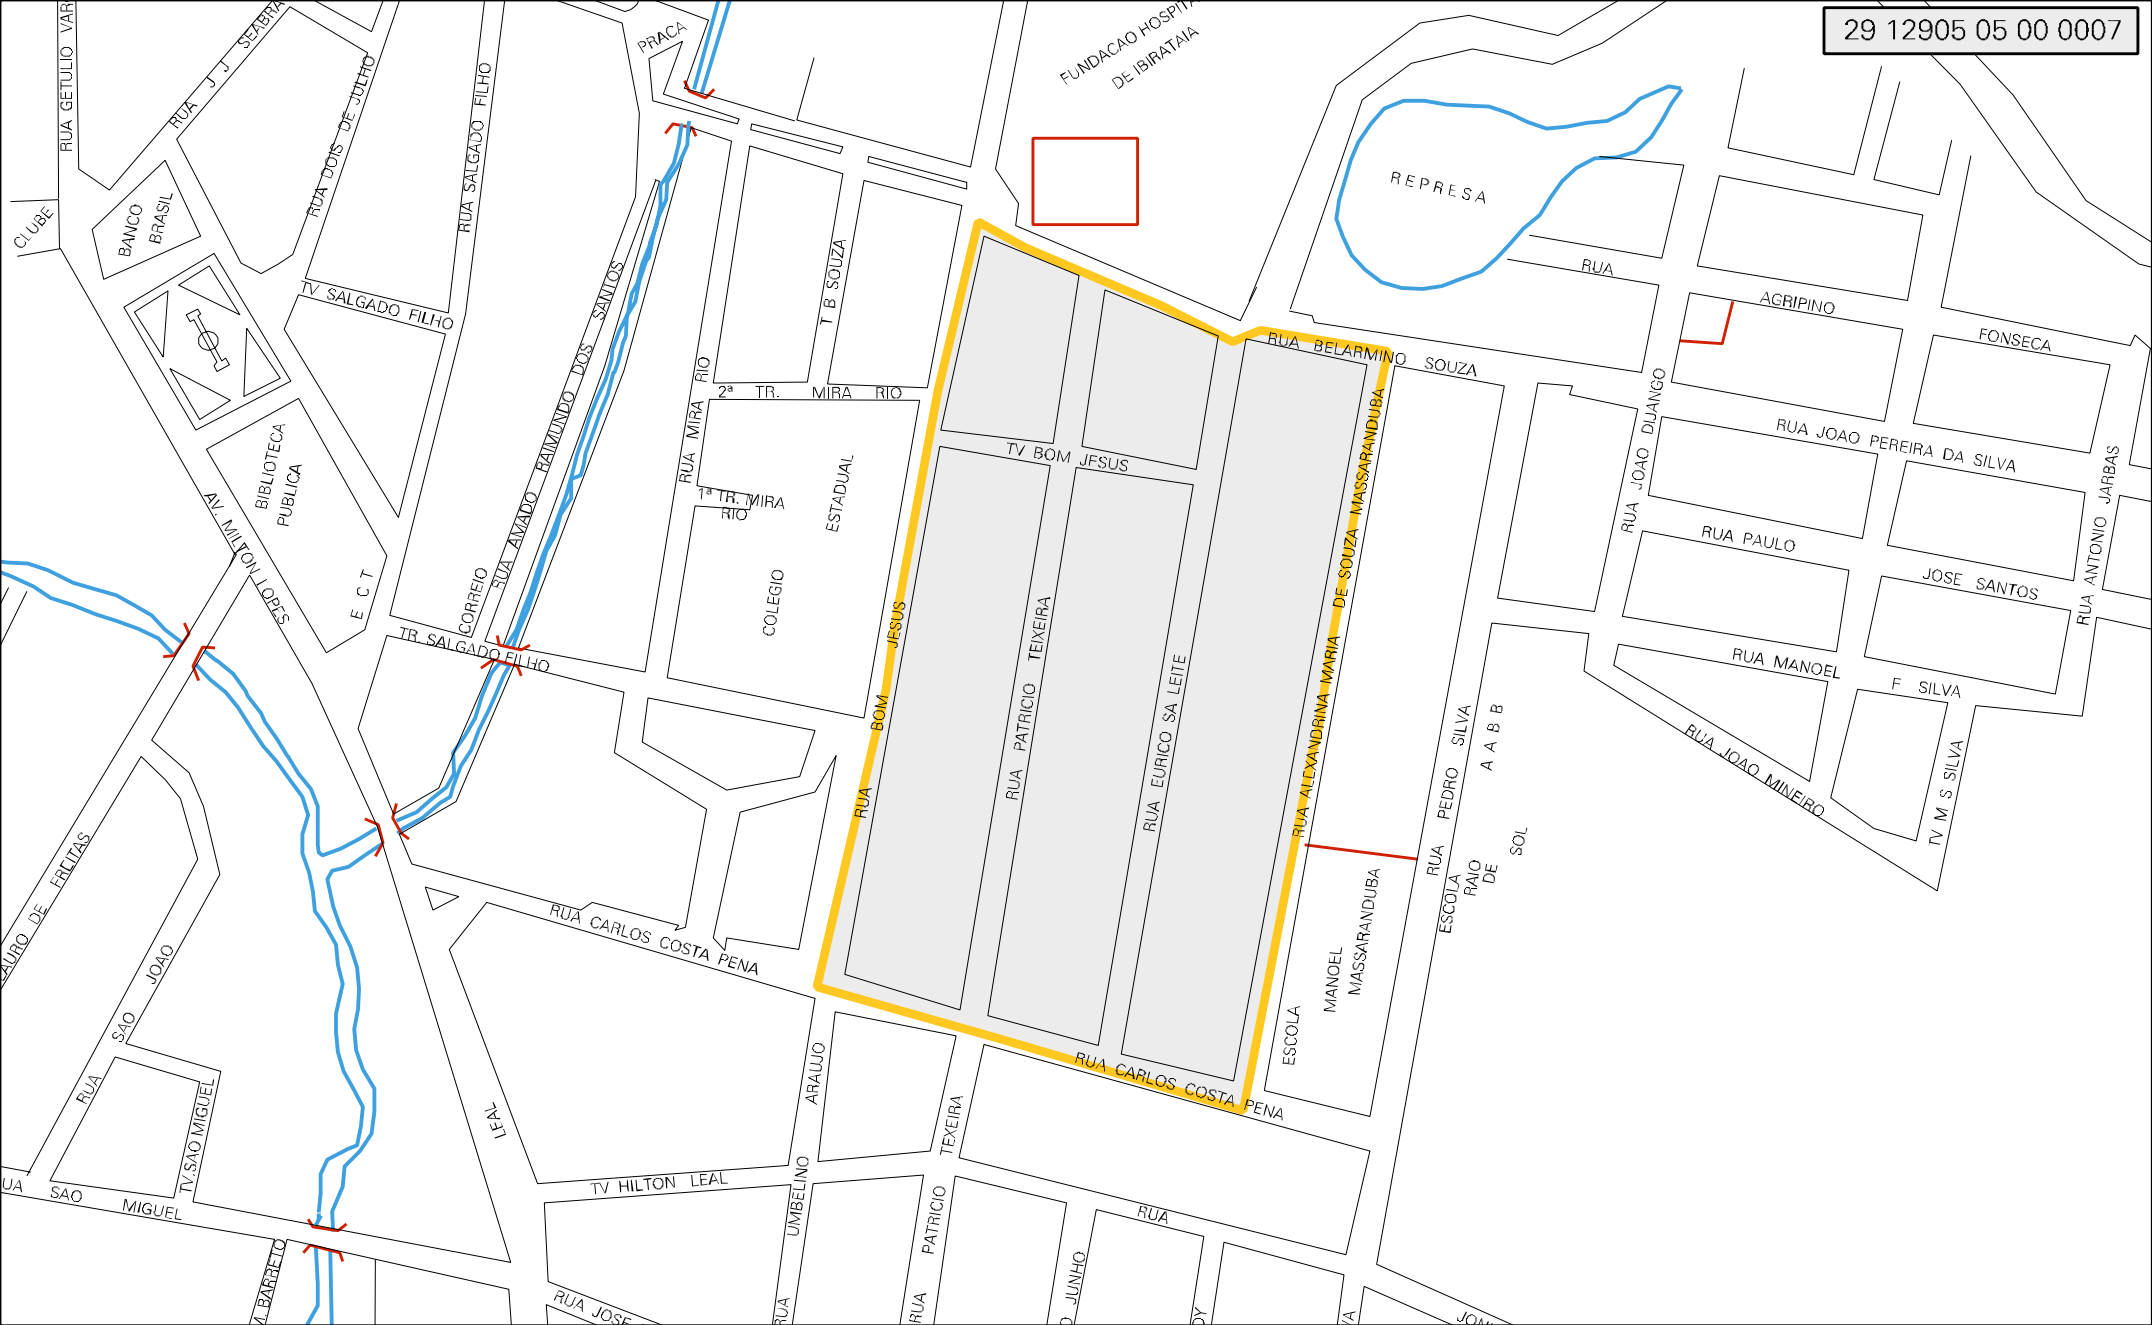 29 12905 05 00 0007
RUA J J SEABRA
RUA DOIS DE JULHO
RUA SALGADO FILHO
RUA SALGADO FILHO
PRACA
FUNDACAO HOSPITA
DE IBIRATAIA
REPRESA
CLUBE
BANCO
BRASIL
TV SALGADO FILHO
RUA AMADO RAIMUNDO DOS SANTOS
T B SOUZA
RUA MIRA RIO
2ª TR. MIRA RIO
1ª TR. MIRA
RIO
COLEGIO ESTADUAL
BIBLIOTECA
PUBLICA
AV. MILTON LOPES
E C T
CORREIO
TR. SALGADO FILHO
RUA BOM JESUS
TV BOM JESUS
RUA PATRICIO TEIXEIRA
RUA EURICO SA LEITE
RUA BELARMINO SOUZA
RUA ALEXANDRINA MARIA DE SOUZA MASSARANDUBA
RUA AGRIPINO FONSECA
RUA JOAO DJANGO
RUA JOAO PEREIRA DA SILVA
RUA PAULO JOSE SANTOS
RUA ANTONIO JARBAS
RUA MANOEL F SILVA
RUA JOAO MINEIRO
TV M S SILVA
RUA PEDRO SILVA
A A B B
ESCOLA
RAIO
DE
SOL
ESCOLA
MANOEL
MASSARANDUBA
RUA CARLOS COSTA PENA
RUA CARLOS COSTA PENA
LAURO DE FREITAS
RUA SAO JOAO
TV.SAO MIGUEL
UA SAO MIGUEL
LEAL
TV HILTON LEAL
RUA UMBELINO ARAUJO
RUA PATRICIO TEXEIRA
RUA
JUNHO
RUA JOSE
BARRETO